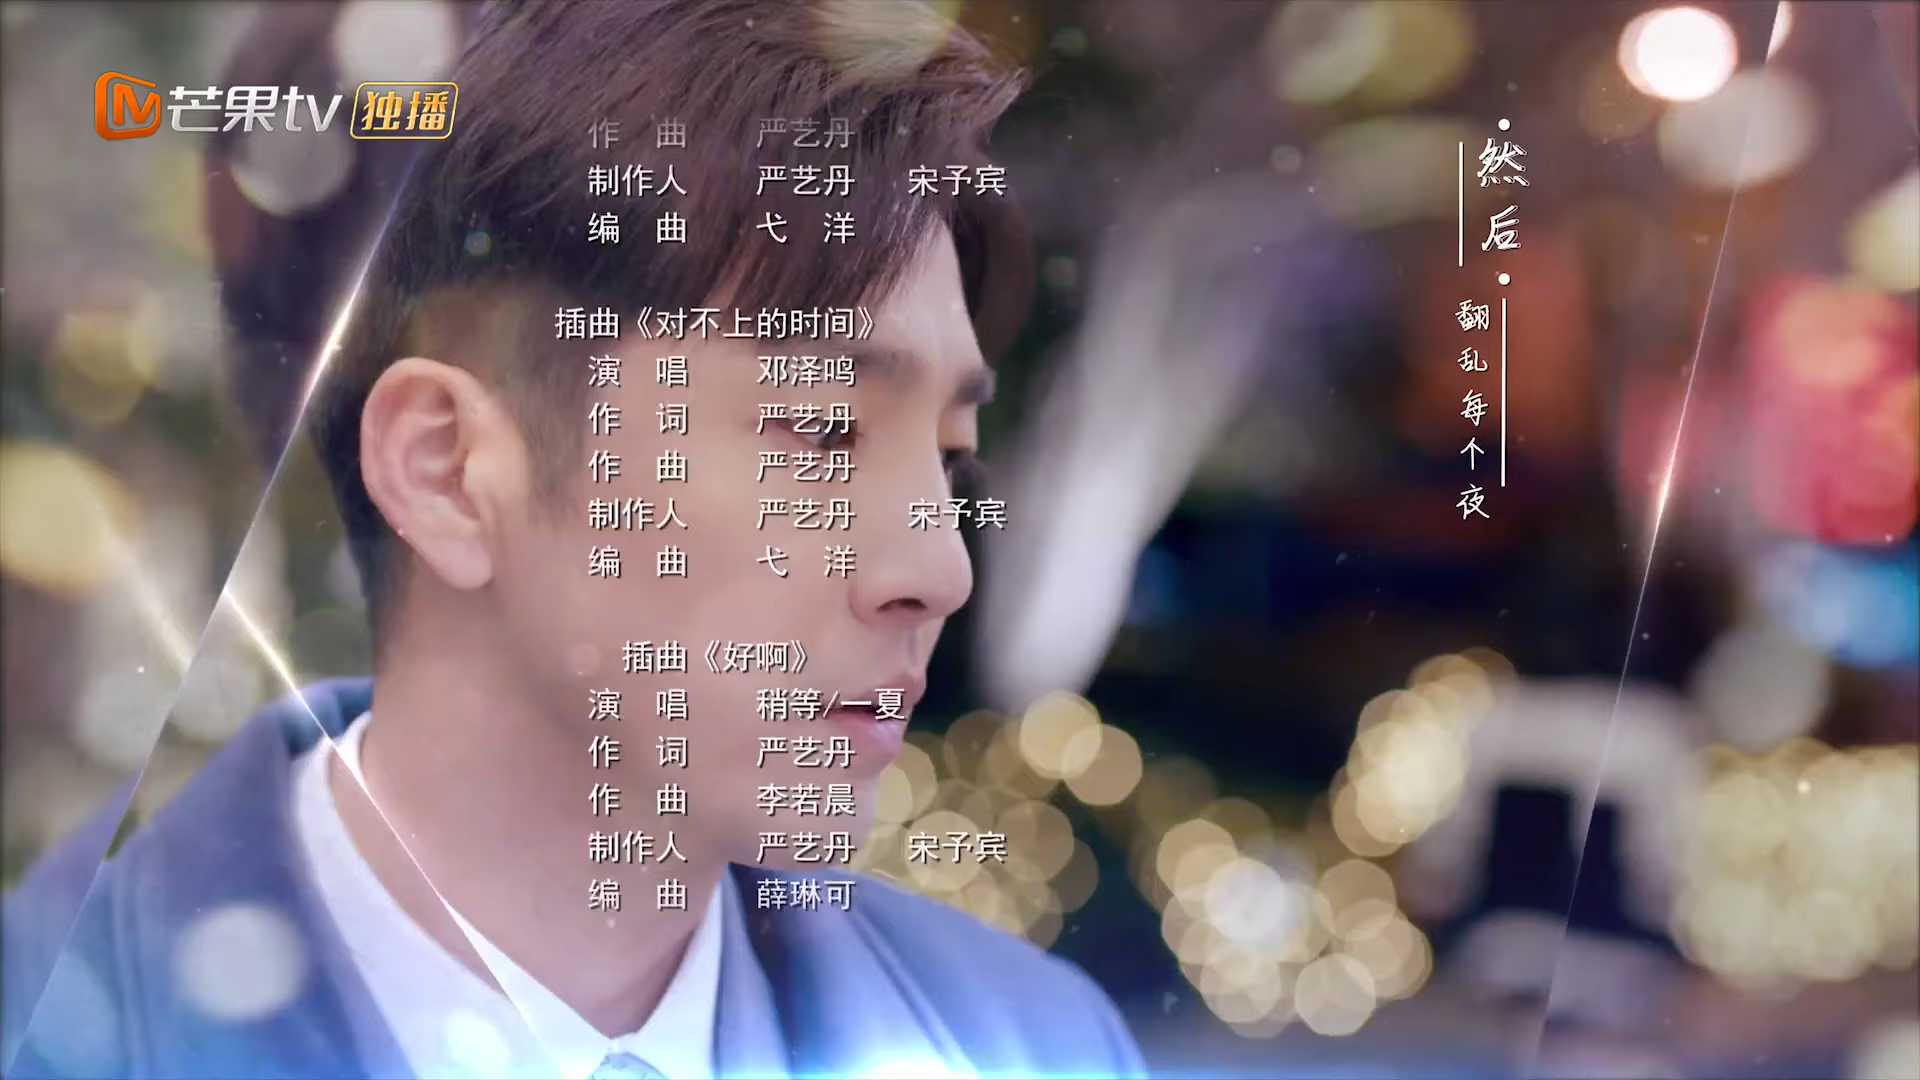 芒果tv 独播
作 曲 严艺丹
制作人 严艺丹 宋予宾
编 曲 弋 洋
插曲《对不上的时间》
演 唱 邓泽鸣
作 词 严艺丹
作 曲 严艺丹
制作人 严艺丹 宋予宾
编 曲 弋 洋
插曲《好啊》
演 唱 稍等/一夏
作 词 严艺丹
作 曲 李若晨
制作人 严艺丹 宋予宾
编 曲 薛琳可
然后
翻乱每个夜